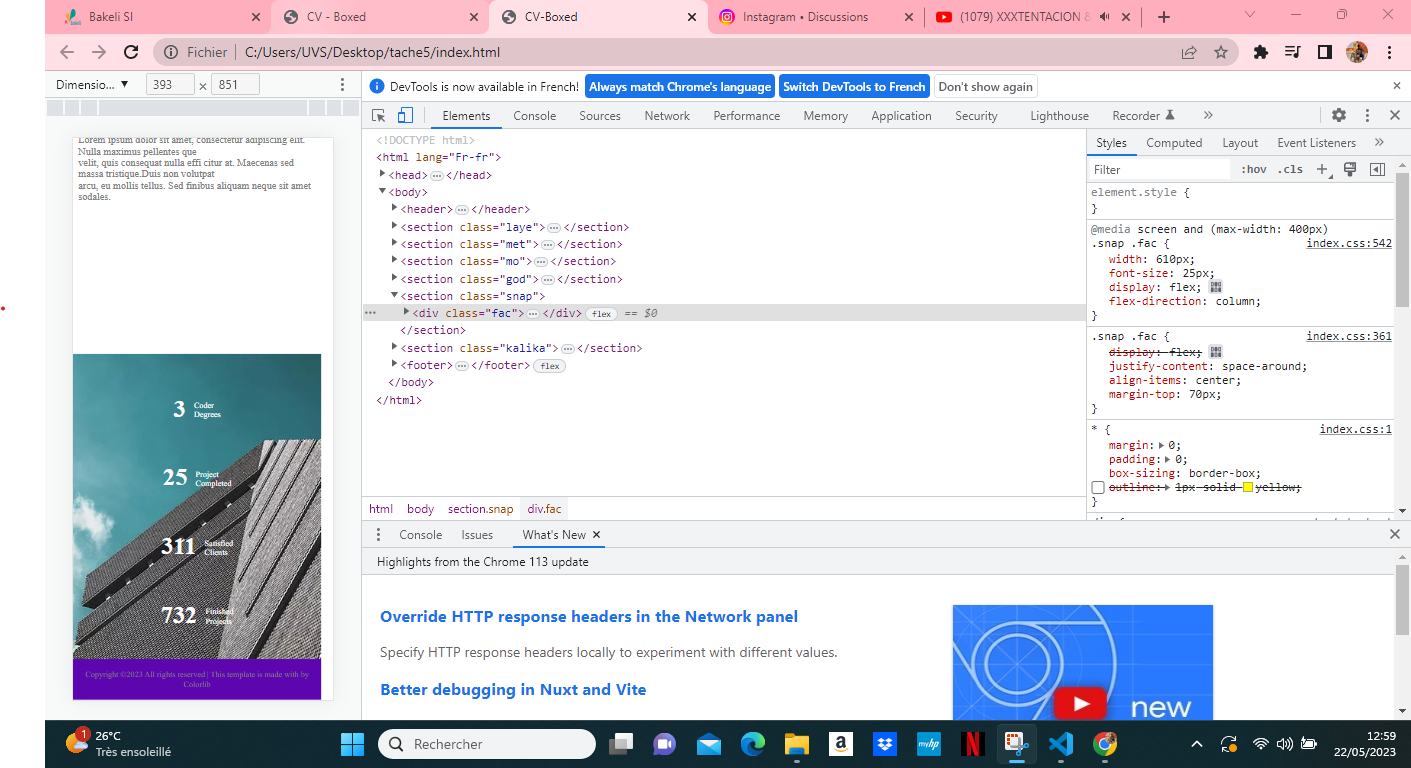 Bakeli SI
CV - Boxed
CV-Boxed
Instagram • Discussions
(1079) XXXTENTACION
Fichier
C:/Users/UVS/Desktop/tache5/index.html
Dimensio... ▼ 393 × 851
DevTools is now available in French!
Always match Chrome's language
Switch DevTools to French
Don't show again
Elements Console Sources Network Performance Memory Application Security Lighthouse Recorder »
Lorem ipsum dolor sit amet, consectetur adipiscing elit.
Nulla maximus pellentes que
velit, quis consequat nulla effi citur at. Maecenas sed
massa tristique.Duis non volutpat
arcu, eu mollis tellus. Sed finibus aliquam neque sit amet
sodales.
3 Coder
Degrees
25 Project
Completed
311 Satisfied
Clients
732 Finished
Projects
Copyright ©2023 All rights reserved | This template is made with by
Colorlib
<!DOCTYPE html>
<html lang="Fr-fr">
<head>…</head>
<body>
<header>…</header>
<section class="laye">…</section>
<section class="met">…</section>
<section class="mo">…</section>
<section class="god">…</section>
<section class="snap">
<div class="fac">…</div> flex == $0
</section>
<section class="kalika">…</section>
<footer>…</footer> flex
</body>
</html>
html body section.snap div.fac
Styles Computed Layout Event Listeners »
Filter :hov .cls +
element.style {
}
@media screen and (max-width: 400px)
.snap .fac { index.css:542
width: 610px;
font-size: 25px;
display: flex;
flex-direction: column;
}
.snap .fac { index.css:361
display: flex;
justify-content: space-around;
align-items: center;
margin-top: 70px;
}
* { index.css:1
margin: 0;
padding: 0;
box-sizing: border-box;
outline: 1px solid yellow;
}
Console Issues What's New
Highlights from the Chrome 113 update
Override HTTP response headers in the Network panel
Specify HTTP response headers locally to experiment with different values.
Better debugging in Nuxt and Vite
new
1
26°C
Très ensoleillé
Rechercher
a
myhp
N
12:59
22/05/2023